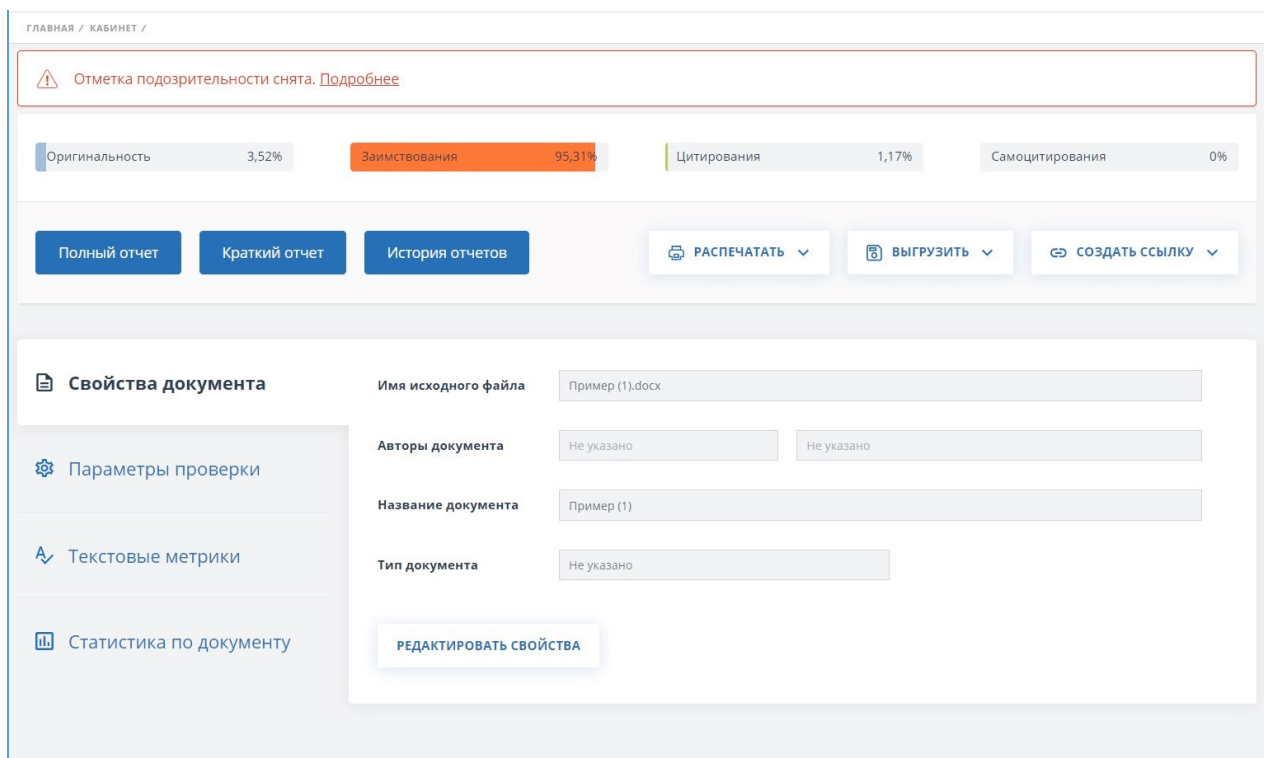 ГЛАВНАЯ / КАБИНЕТ /
Отметка подозрительности снята. Подробнее
Оригинальность 3,52% Заимствования 95,31% Цитирования 1,17% Самоцитирования 0%
Полный отчет Краткий отчет История отчетов РАСПЕЧАТАТЬ ВЫГРУЗИТЬ СОЗДАТЬ ССЫЛКУ
Свойства документа
Параметры проверки
Текстовые метрики
Статистика по документу
Имя исходного файла Пример (1).docx
Авторы документа Не указано Не указано
Название документа Пример (1)
Тип документа Не указано
РЕДАКТИРОВАТЬ СВОЙСТВА